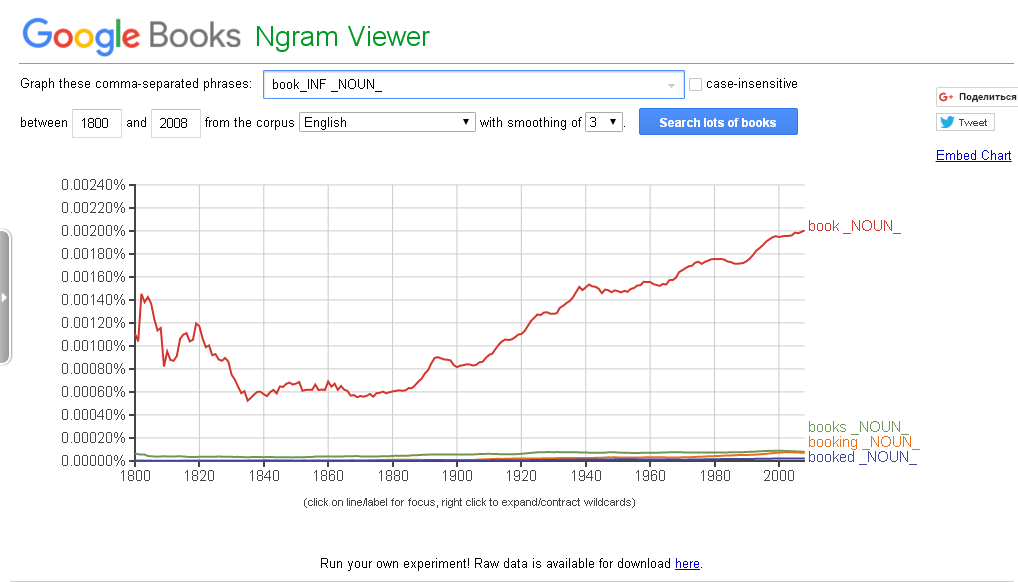 Google Books Ngram Viewer
Graph these comma-separated phrases: book_INF _NOUN_ case-insensitive
between 1800 and 2008 from the corpus English with smoothing of 3 . Search lots of books
G+ Поделиться
Tweet
Embed Chart
0.00240%
0.00220%
0.00200%
0.00180%
0.00160%
0.00140%
0.00120%
0.00100%
0.00080%
0.00060%
0.00040%
0.00020%
0.00000%
book _NOUN_
books _NOUN_
booking _NOUN_
booked _NOUN_
1800 1820 1840 1860 1880 1900 1920 1940 1960 1980 2000
(click on line/label for focus, right click to expand/contract wildcards)
Run your own experiment! Raw data is available for download here.